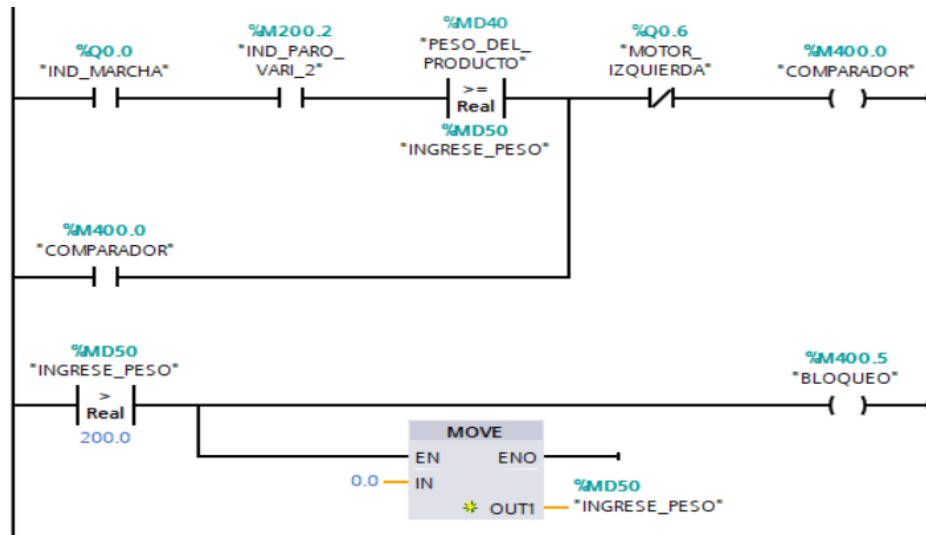 %Q0.0
"IND_MARCHA"
%M200.2
"IND_PARO_
VARI_2"
%MD40
"PESO_DEL_
PRODUCTO"
>=
Real
%MD50
"INGRESE_PESO"
%Q0.6
"MOTOR_
IZQUIERDA"
%M400.0
"COMPARADOR"
%M400.0
"COMPARADOR"
%MD50
"INGRESE_PESO"
>
Real
200.0
%M400.5
"BLOQUEO"
MOVE
EN ENO
0.0 IN
OUT1
%MD50
"INGRESE_PESO"